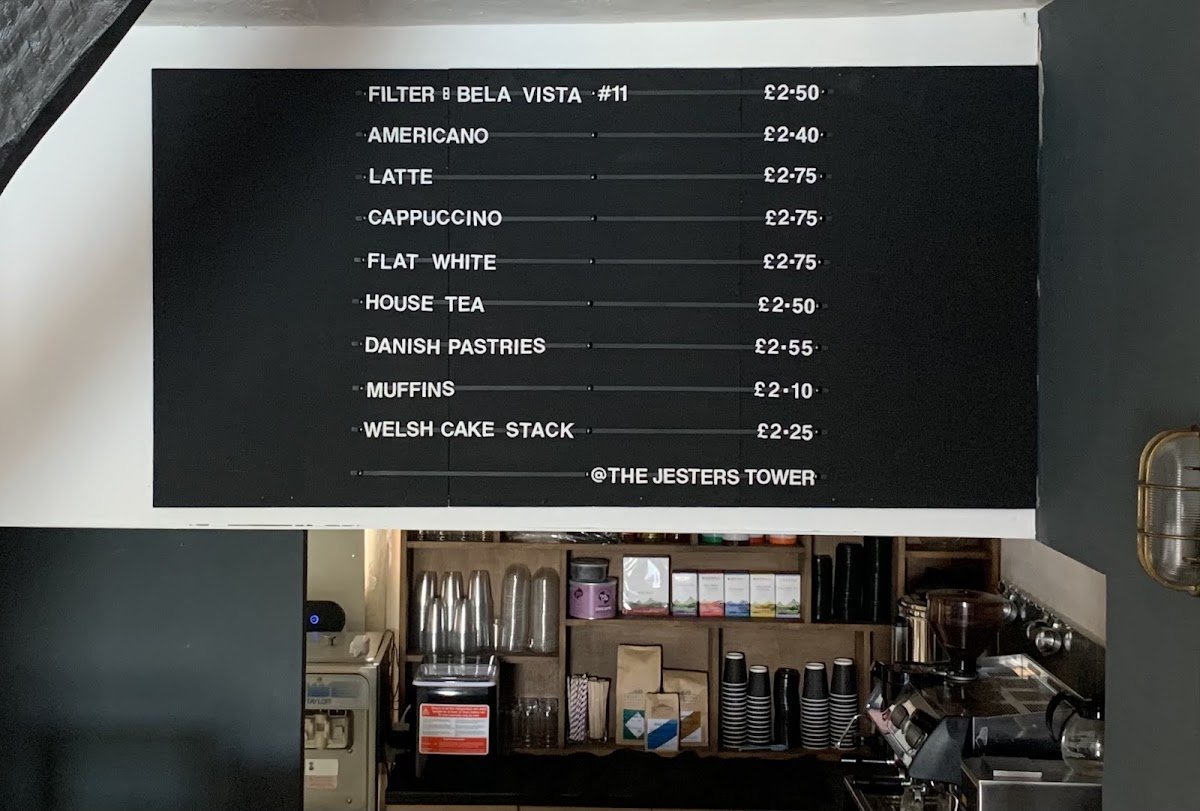 FILTER : BELA VISTA #11 £2·50
AMERICANO £2·40
LATTE £2·75
CAPPUCCINO £2·75
FLAT WHITE £2·75
HOUSE TEA £2·50
DANISH PASTRIES £2·55
MUFFINS £2·10
WELSH CAKE STACK £2·25
@THE JESTERS TOWER
TAYLOR